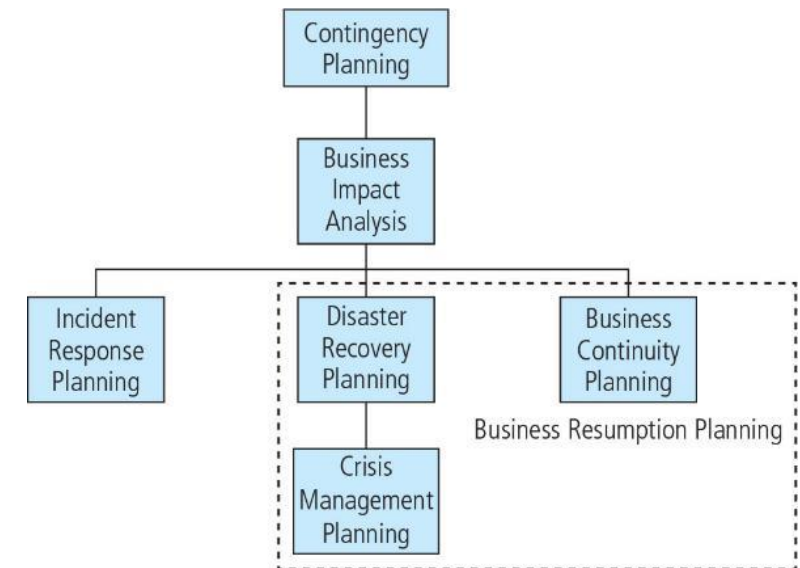 Contingency
Planning
Business
Impact
Analysis
Incident
Response
Planning
Disaster
Recovery
Planning
Business
Continuity
Planning
Business Resumption Planning
Crisis
Management
Planning